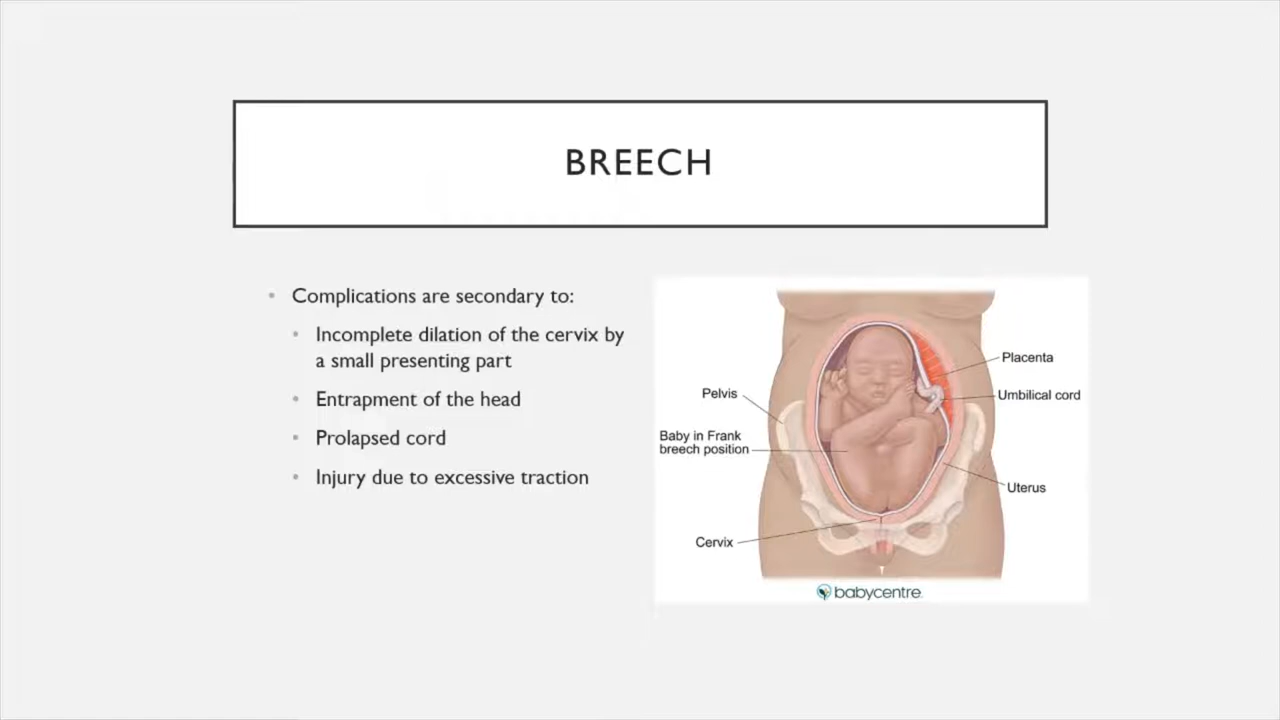 BREECH
• Complications are secondary to:
• Incomplete dilation of the cervix by
a small presenting part
• Entrapment of the head
• Prolapsed cord
• Injury due to excessive traction
Placenta
Pelvis
Umbilical cord
Baby in Frank
breech position
Uterus
Cervix
babycentre.